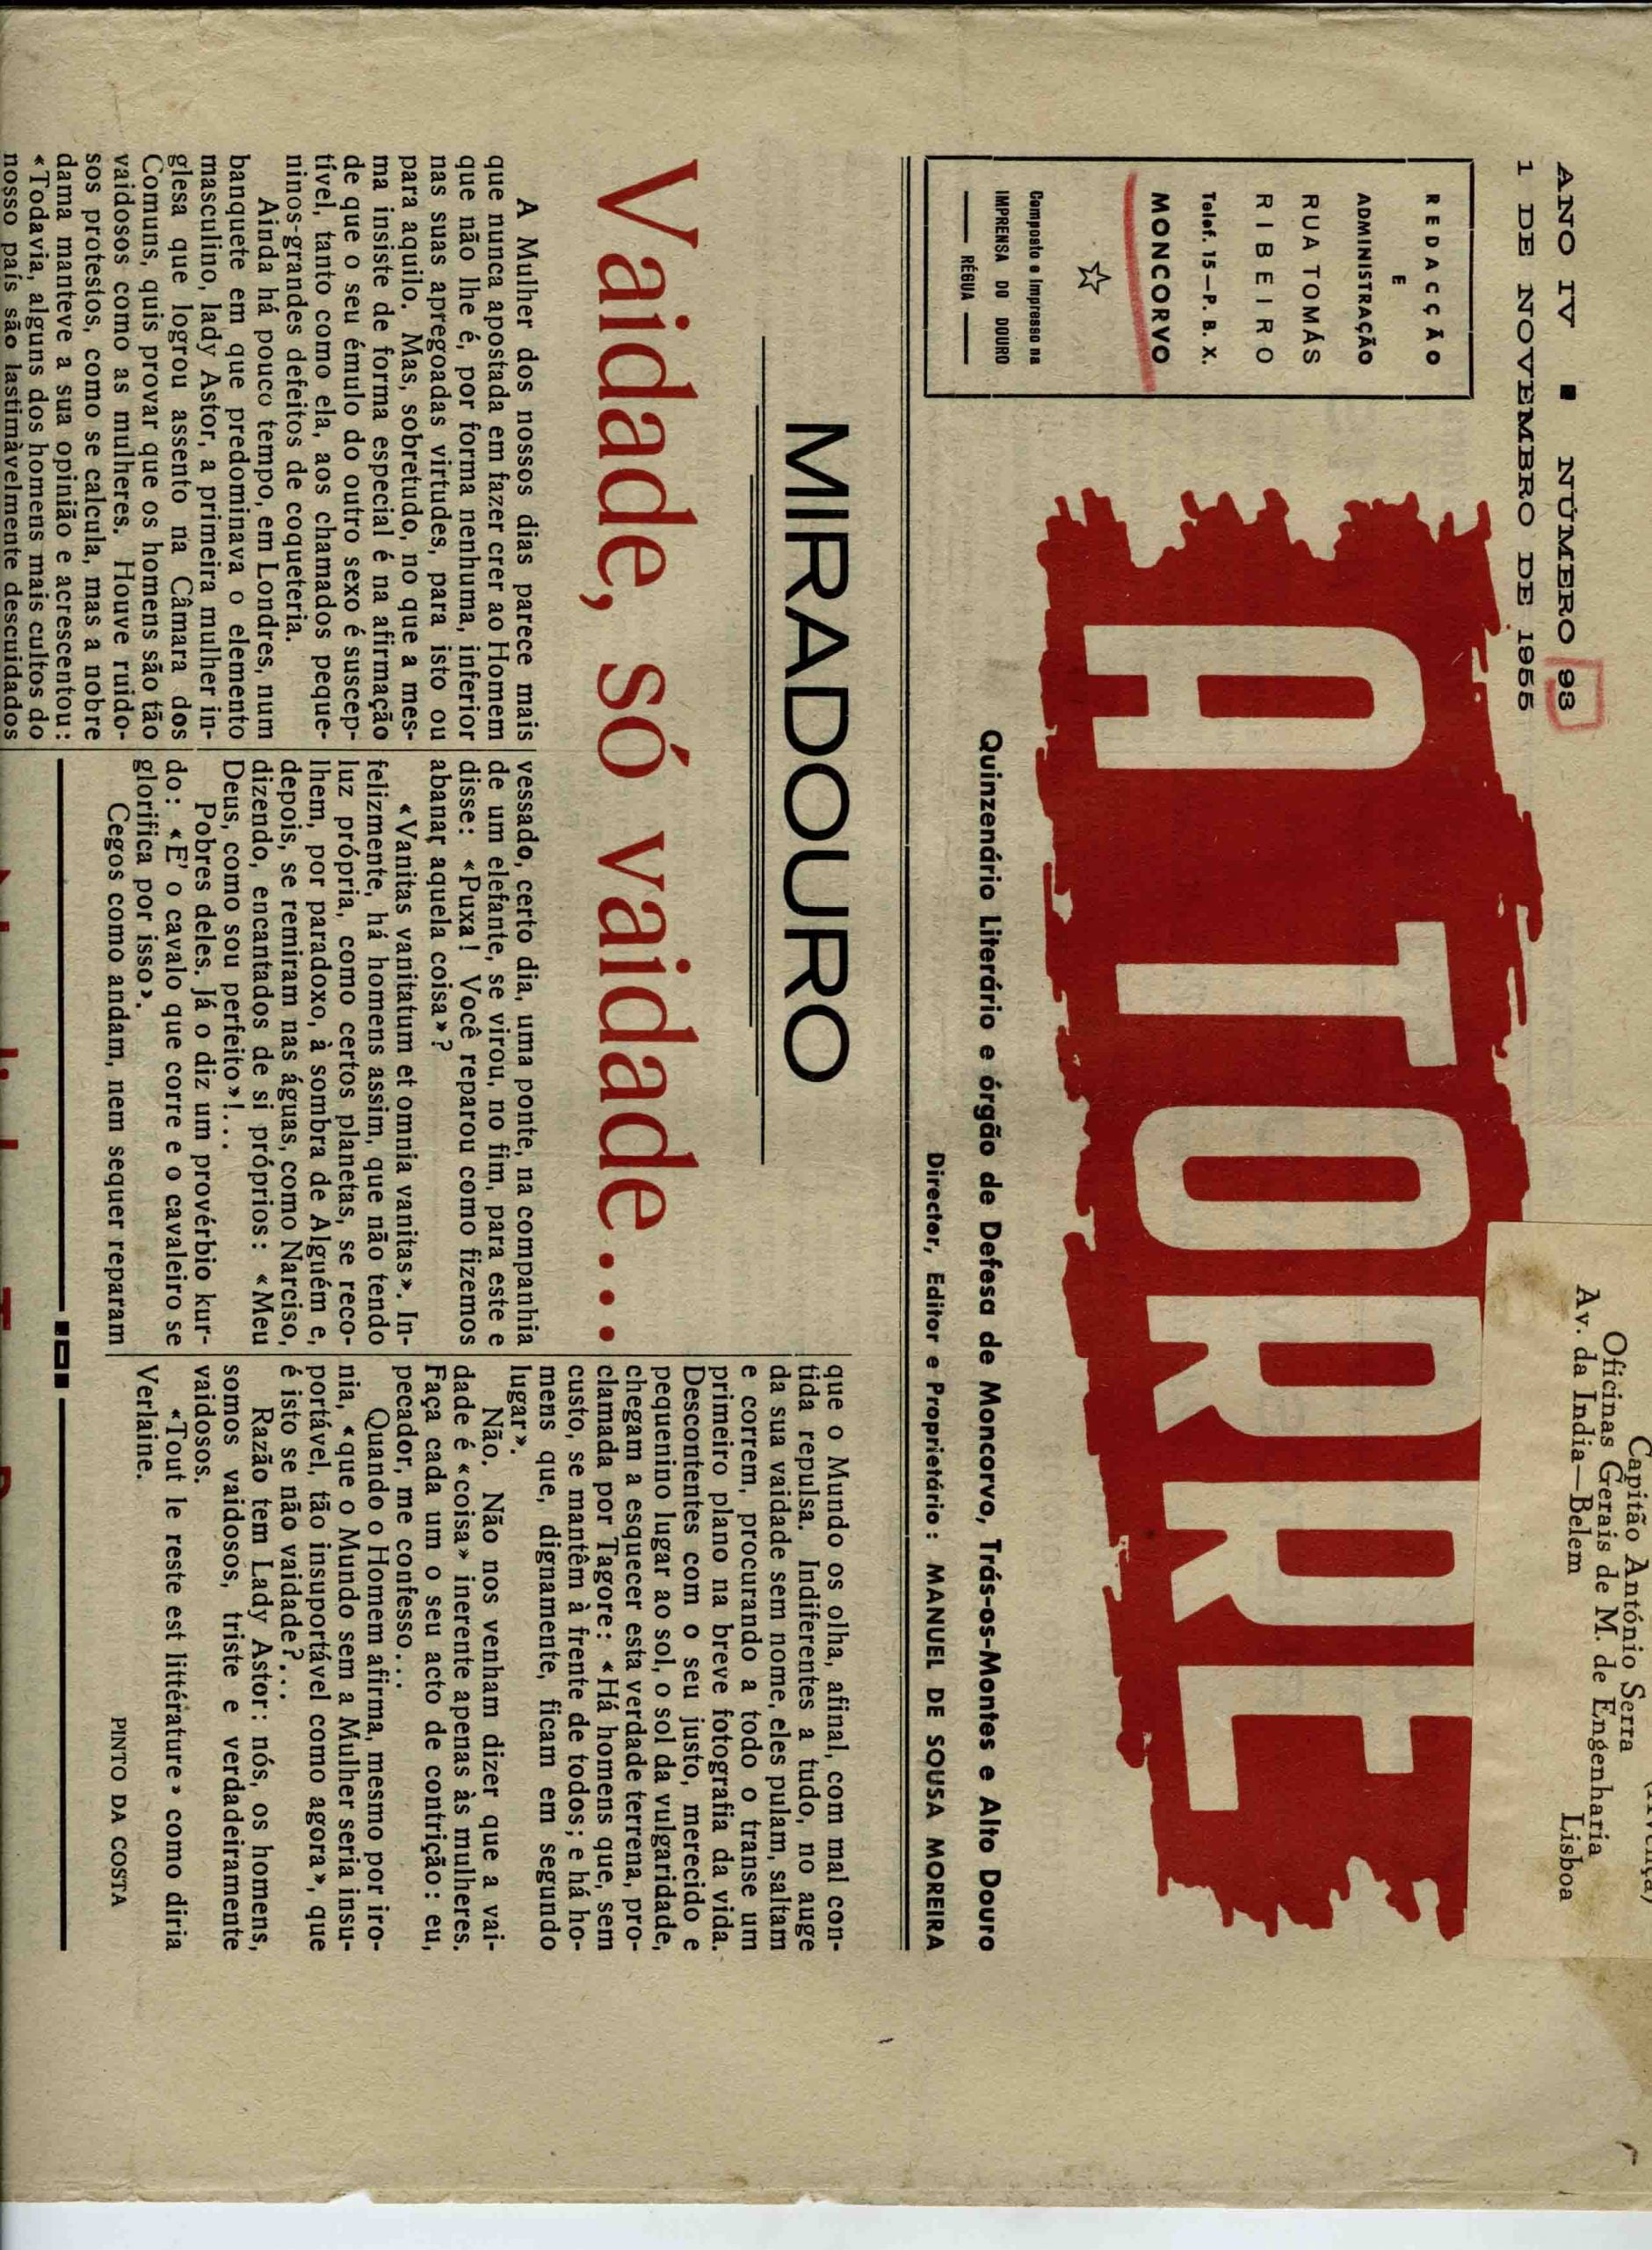 ANO IV ■ NÚMERO 93
1 DE NOVEMBRO DE 1955
Capitão António Serra
Oficinas Gerais de M. de Engenharia
Av. da India—Belem
Lisboa
REDACÇÃO
E
ADMINISTRAÇÃO
RUA TOMÁS
RIBEIRO
Telef. 15—P. B. X.
MONCORVO
Composto e Impresso na
IMPRENSA DO DOURO
— RÉGUA —
A TORRE
Quinzenário Literário e órgão de Defesa de Moncorvo, Trás-os-Montes e Alto Douro
Director, Editor e Proprietário: MANUEL DE SOUSA MOREIRA
MIRADOURO
Vaidade, só vaidade...
A Mulher dos nossos dias parece mais
que nunca apostada em fazer crer ao Homem
que não lhe é, por forma nenhuma, inferior
nas suas apregoadas virtudes, para isto ou
para aquilo. Mas, sobretudo, no que a mes-
ma insiste de forma especial é na afirmação
de que o seu émulo do outro sexo é suscep-
tível, tanto como ela, aos chamados peque-
ninos-grandes defeitos de coqueteria.
Ainda há pouco tempo, em Londres, num
banquete em que predominava o elemento
masculino, lady Astor, a primeira mulher in-
glesa que logrou assento na Câmara dos
Comuns, quis provar que os homens são tão
vaidosos como as mulheres. Houve ruido-
sos protestos, como se calcula, mas a nobre
dama manteve a sua opinião e acrescentou:
«Todavia, alguns dos homens mais cultos do
nosso país são lastimàvelmente descuidados
vessado, certo dia, uma ponte, na companhia
de um elefante, se virou, no fim, para este e
disse: «Puxa! Você reparou como fizemos
abanar aquela coisa»?
«Vanitas vanitatum et omnia vanitas». In-
felizmente, há homens assim, que não tendo
luz própria, como certos planetas, se reco-
lhem, por paradoxo, à sombra de Alguém e,
depois, se remiram nas águas, como Narciso,
dizendo, encantados de si próprios: «Meu
Deus, como sou perfeito»!...
Pobres deles. Já o diz um provérbio kur-
do: «E' o cavalo que corre e o cavaleiro se
glorifica por isso».
Cegos como andam, nem sequer reparam
que o Mundo os olha, afinal, com mal con-
tida repulsa. Indiferentes a tudo, no auge
da sua vaidade sem nome, eles pulam, saltam
e correm, procurando a todo o transe um
primeiro plano na breve fotografia da vida.
Descontentes com o seu justo, merecido e
pequenino lugar ao sol, o sol da vulgaridade,
chegam a esquecer esta verdade terrena, pro-
clamada por Tagore: «Há homens que, sem
custo, se mantêm à frente de todos; e há ho-
mens que, dignamente, ficam em segundo
lugar».
Não. Não nos venham dizer que a vai-
dade é «coisa» inerente apenas às mulheres.
Faça cada um o seu acto de contrição: eu,
pecador, me confesso...
Quando o Homem afirma, mesmo por iro-
nia, «que o Mundo sem a Mulher seria insu-
portável, tão insuportável como agora», que
é isto se não vaidade?...
Razão tem Lady Astor: nós, os homens,
somos vaidosos, triste e verdadeiramente
vaidosos.
«Tout le reste est littérature» como diria
Verlaine.
PINTO DA COSTA